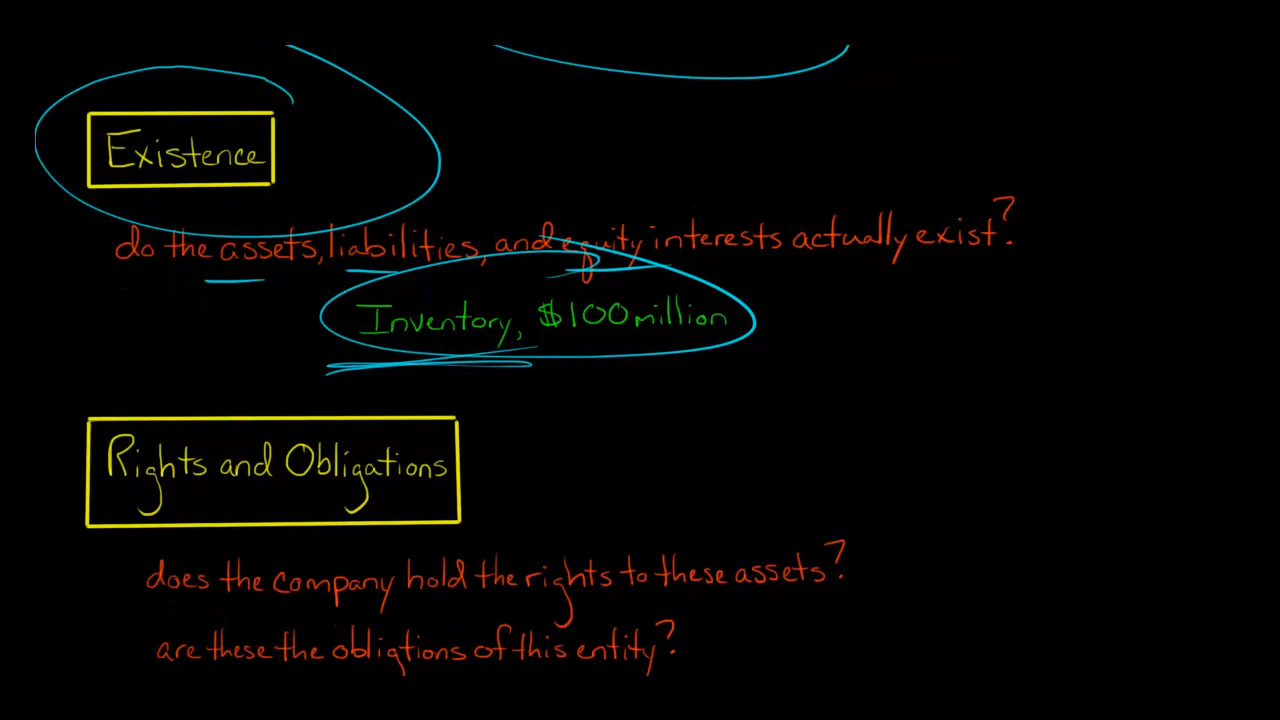 Existence
do the assets, liabilities, and equity interests actually exist?
Inventory, $100 million
Rights and Obligations
does the company hold the rights to these assets?
are these the obligtions of this entity?